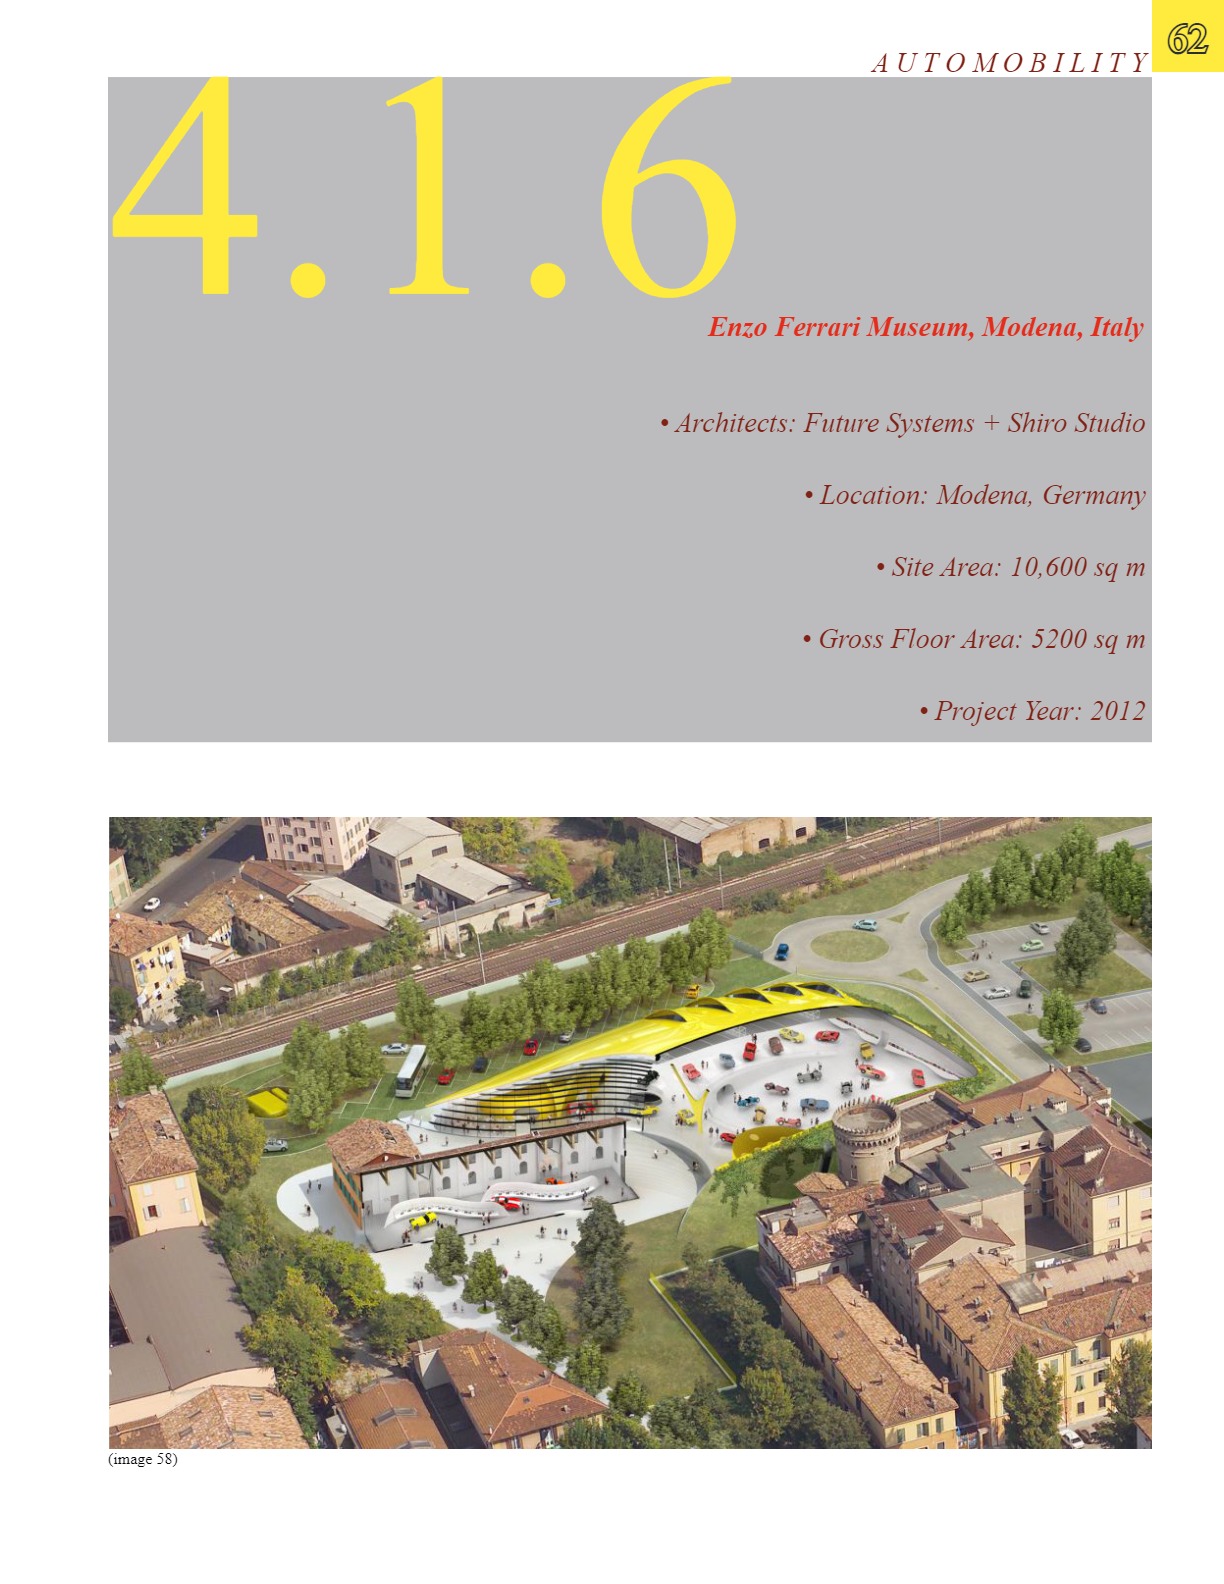 62
AUTOMOBILITY
4.1.6
Enzo Ferrari Museum, Modena, Italy
• Architects: Future Systems + Shiro Studio
• Location: Modena, Germany
• Site Area: 10,600 sq m
• Gross Floor Area: 5200 sq m
• Project Year: 2012
(image 58)